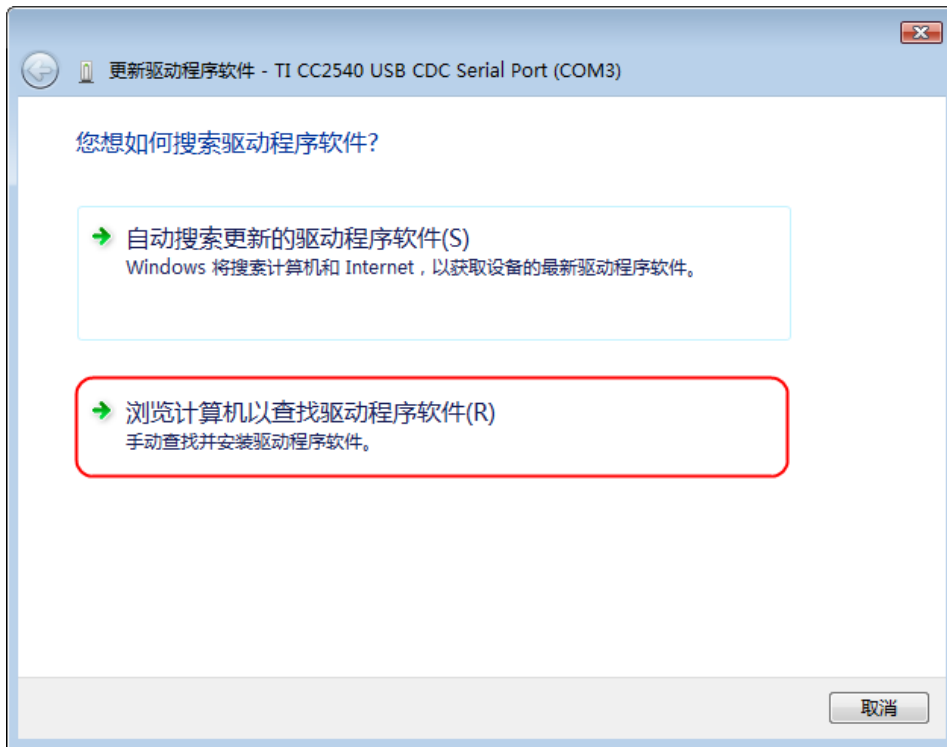 更新驱动程序软件 - TI CC2540 USB CDC Serial Port (COM3)
您想如何搜索驱动程序软件?
自动搜索更新的驱动程序软件(S)
Windows 将搜索计算机和 Internet，以获取设备的最新驱动程序软件。
浏览计算机以查找驱动程序软件(R)
手动查找并安装驱动程序软件。
取消